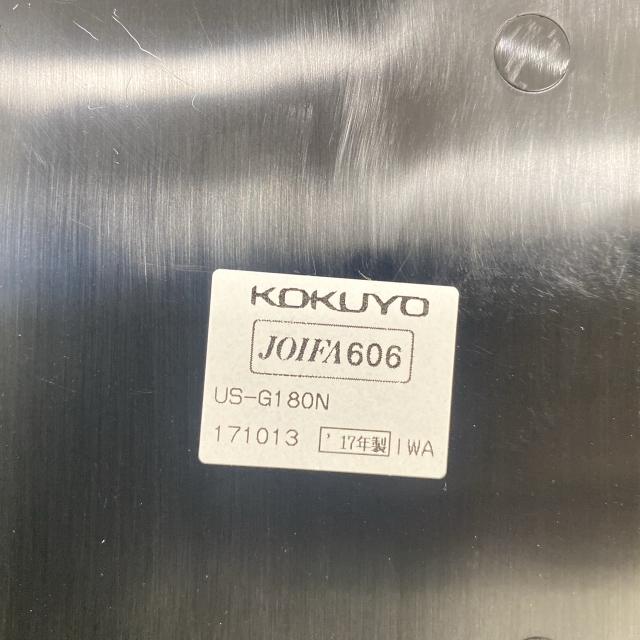 KOKUYO
JOIFA606
US-G180N
171013 '17年製 IWA